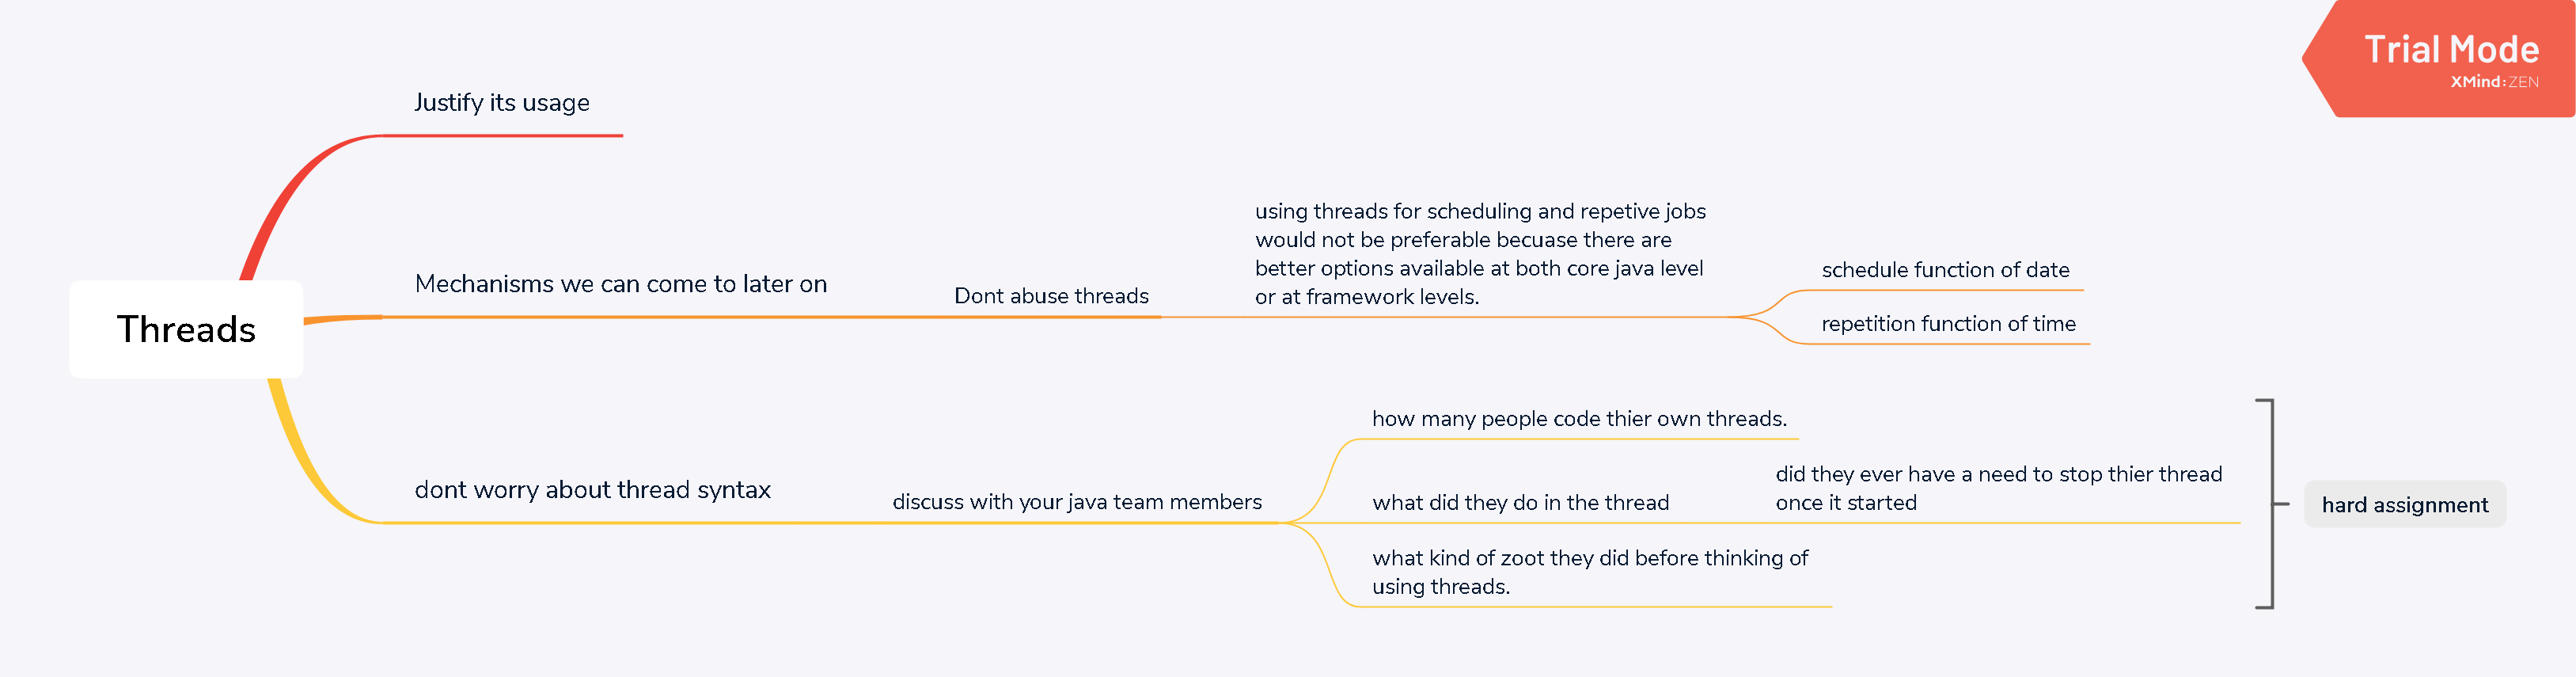 Trial Mode
XMind:ZEN
Justify its usage
Threads
Mechanisms we can come to later on
Dont abuse threads
using threads for scheduling and repetive jobs
would not be preferable becuase there are
better options available at both core java level
or at framework levels.
schedule function of date
repetition function of time
dont worry about thread syntax
discuss with your java team members
how many people code thier own threads.
what did they do in the thread
did they ever have a need to stop thier thread
once it started
what kind of zoot they did before thinking of
using threads.
hard assignment